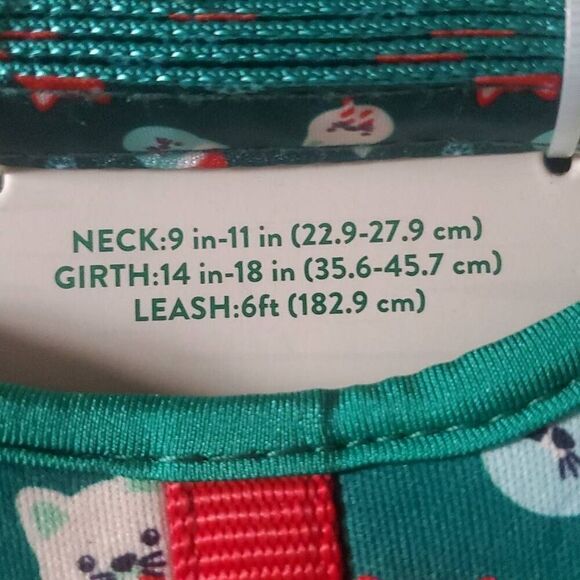 NECK:9 in-11 in (22.9-27.9 cm)
GIRTH:14 in-18 in (35.6-45.7 cm)
LEASH:6ft (182.9 cm)